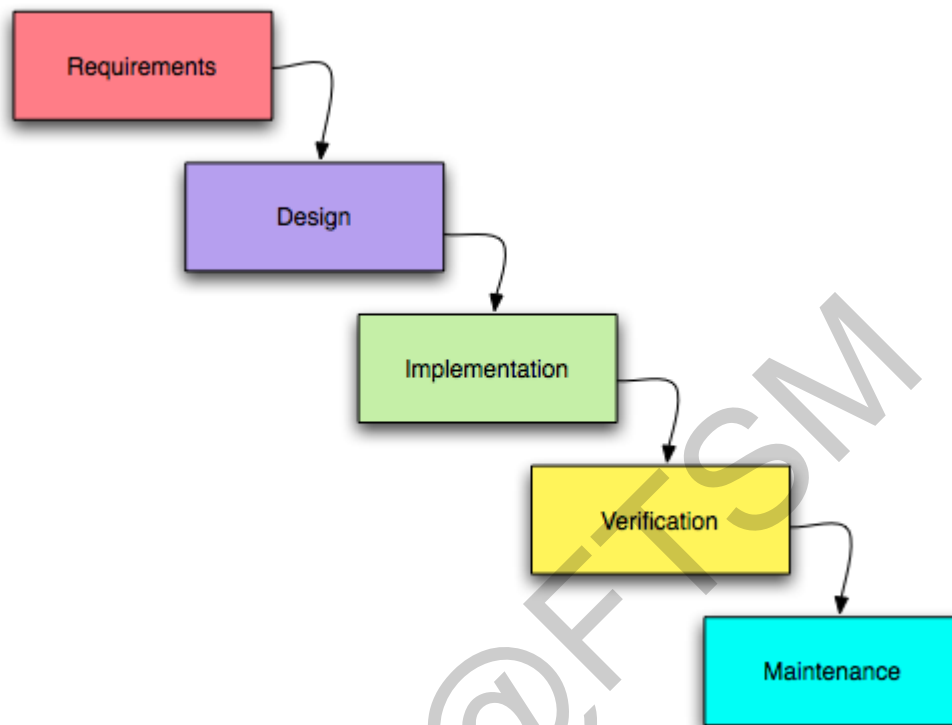 Requirements
Design
Implementation
Verification
Maintenance
@FTSM